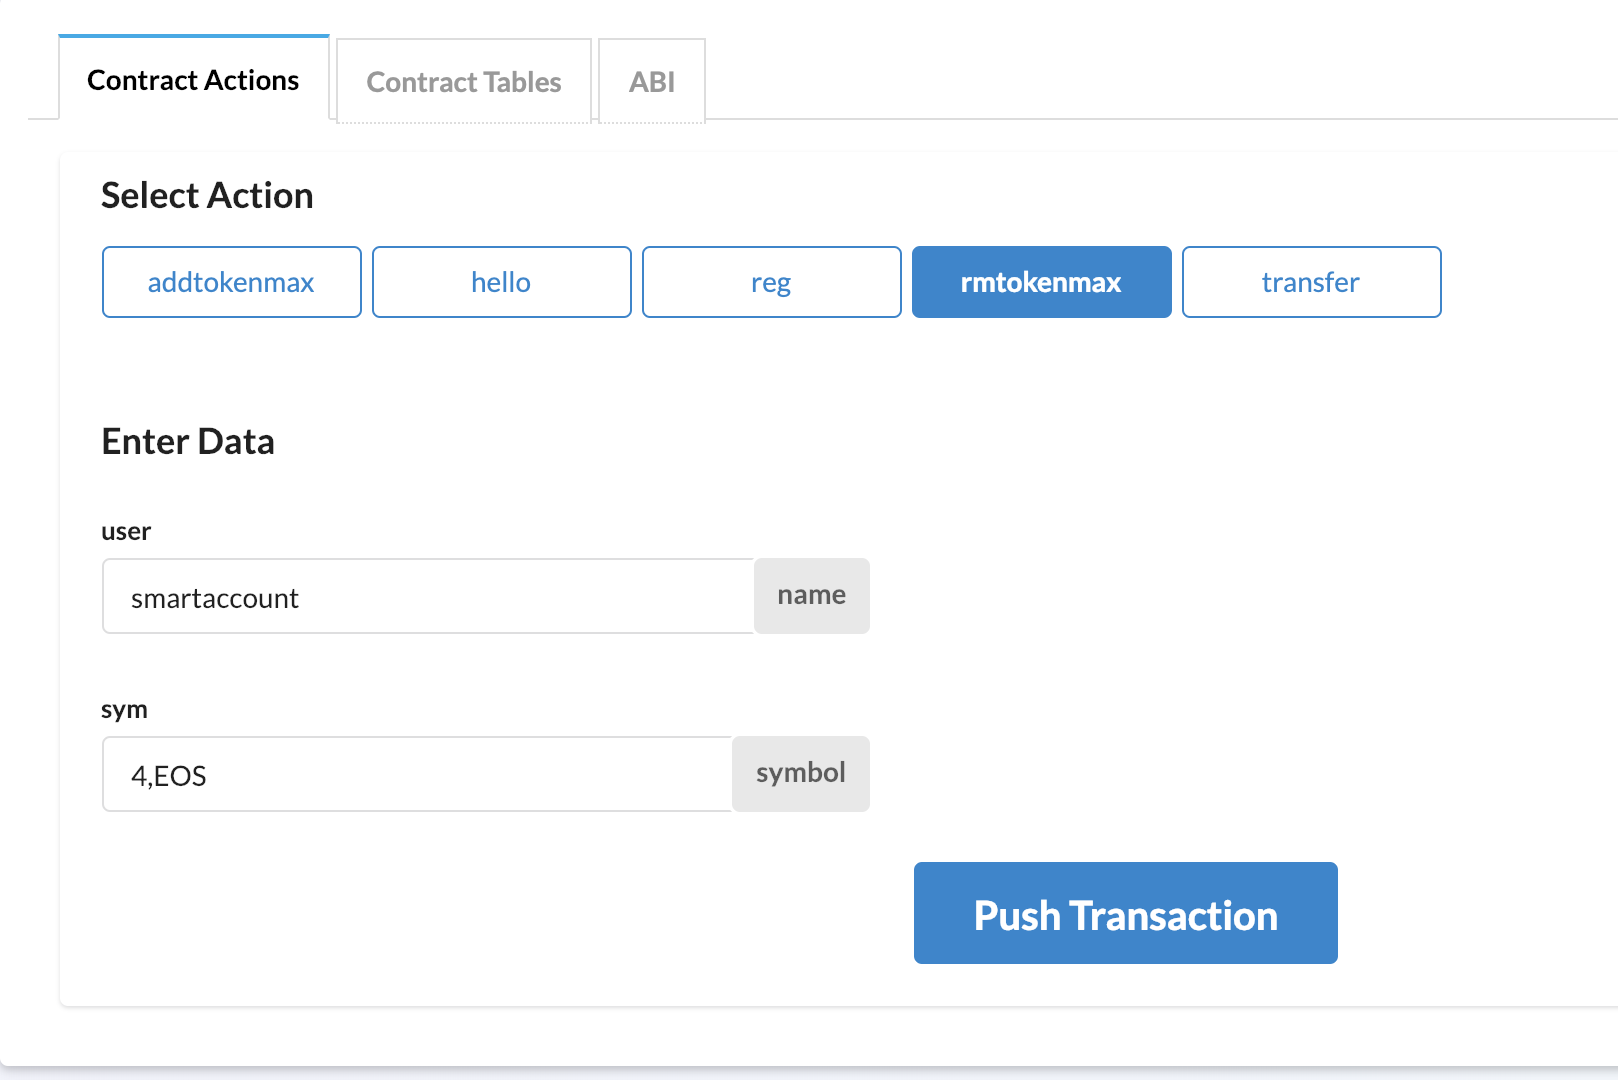 Contract Actions Contract Tables ABI
Select Action
addtokenmax hello reg rmtokenmax transfer
Enter Data
user
smartaccount name
sym
4,EOS symbol
Push Transaction